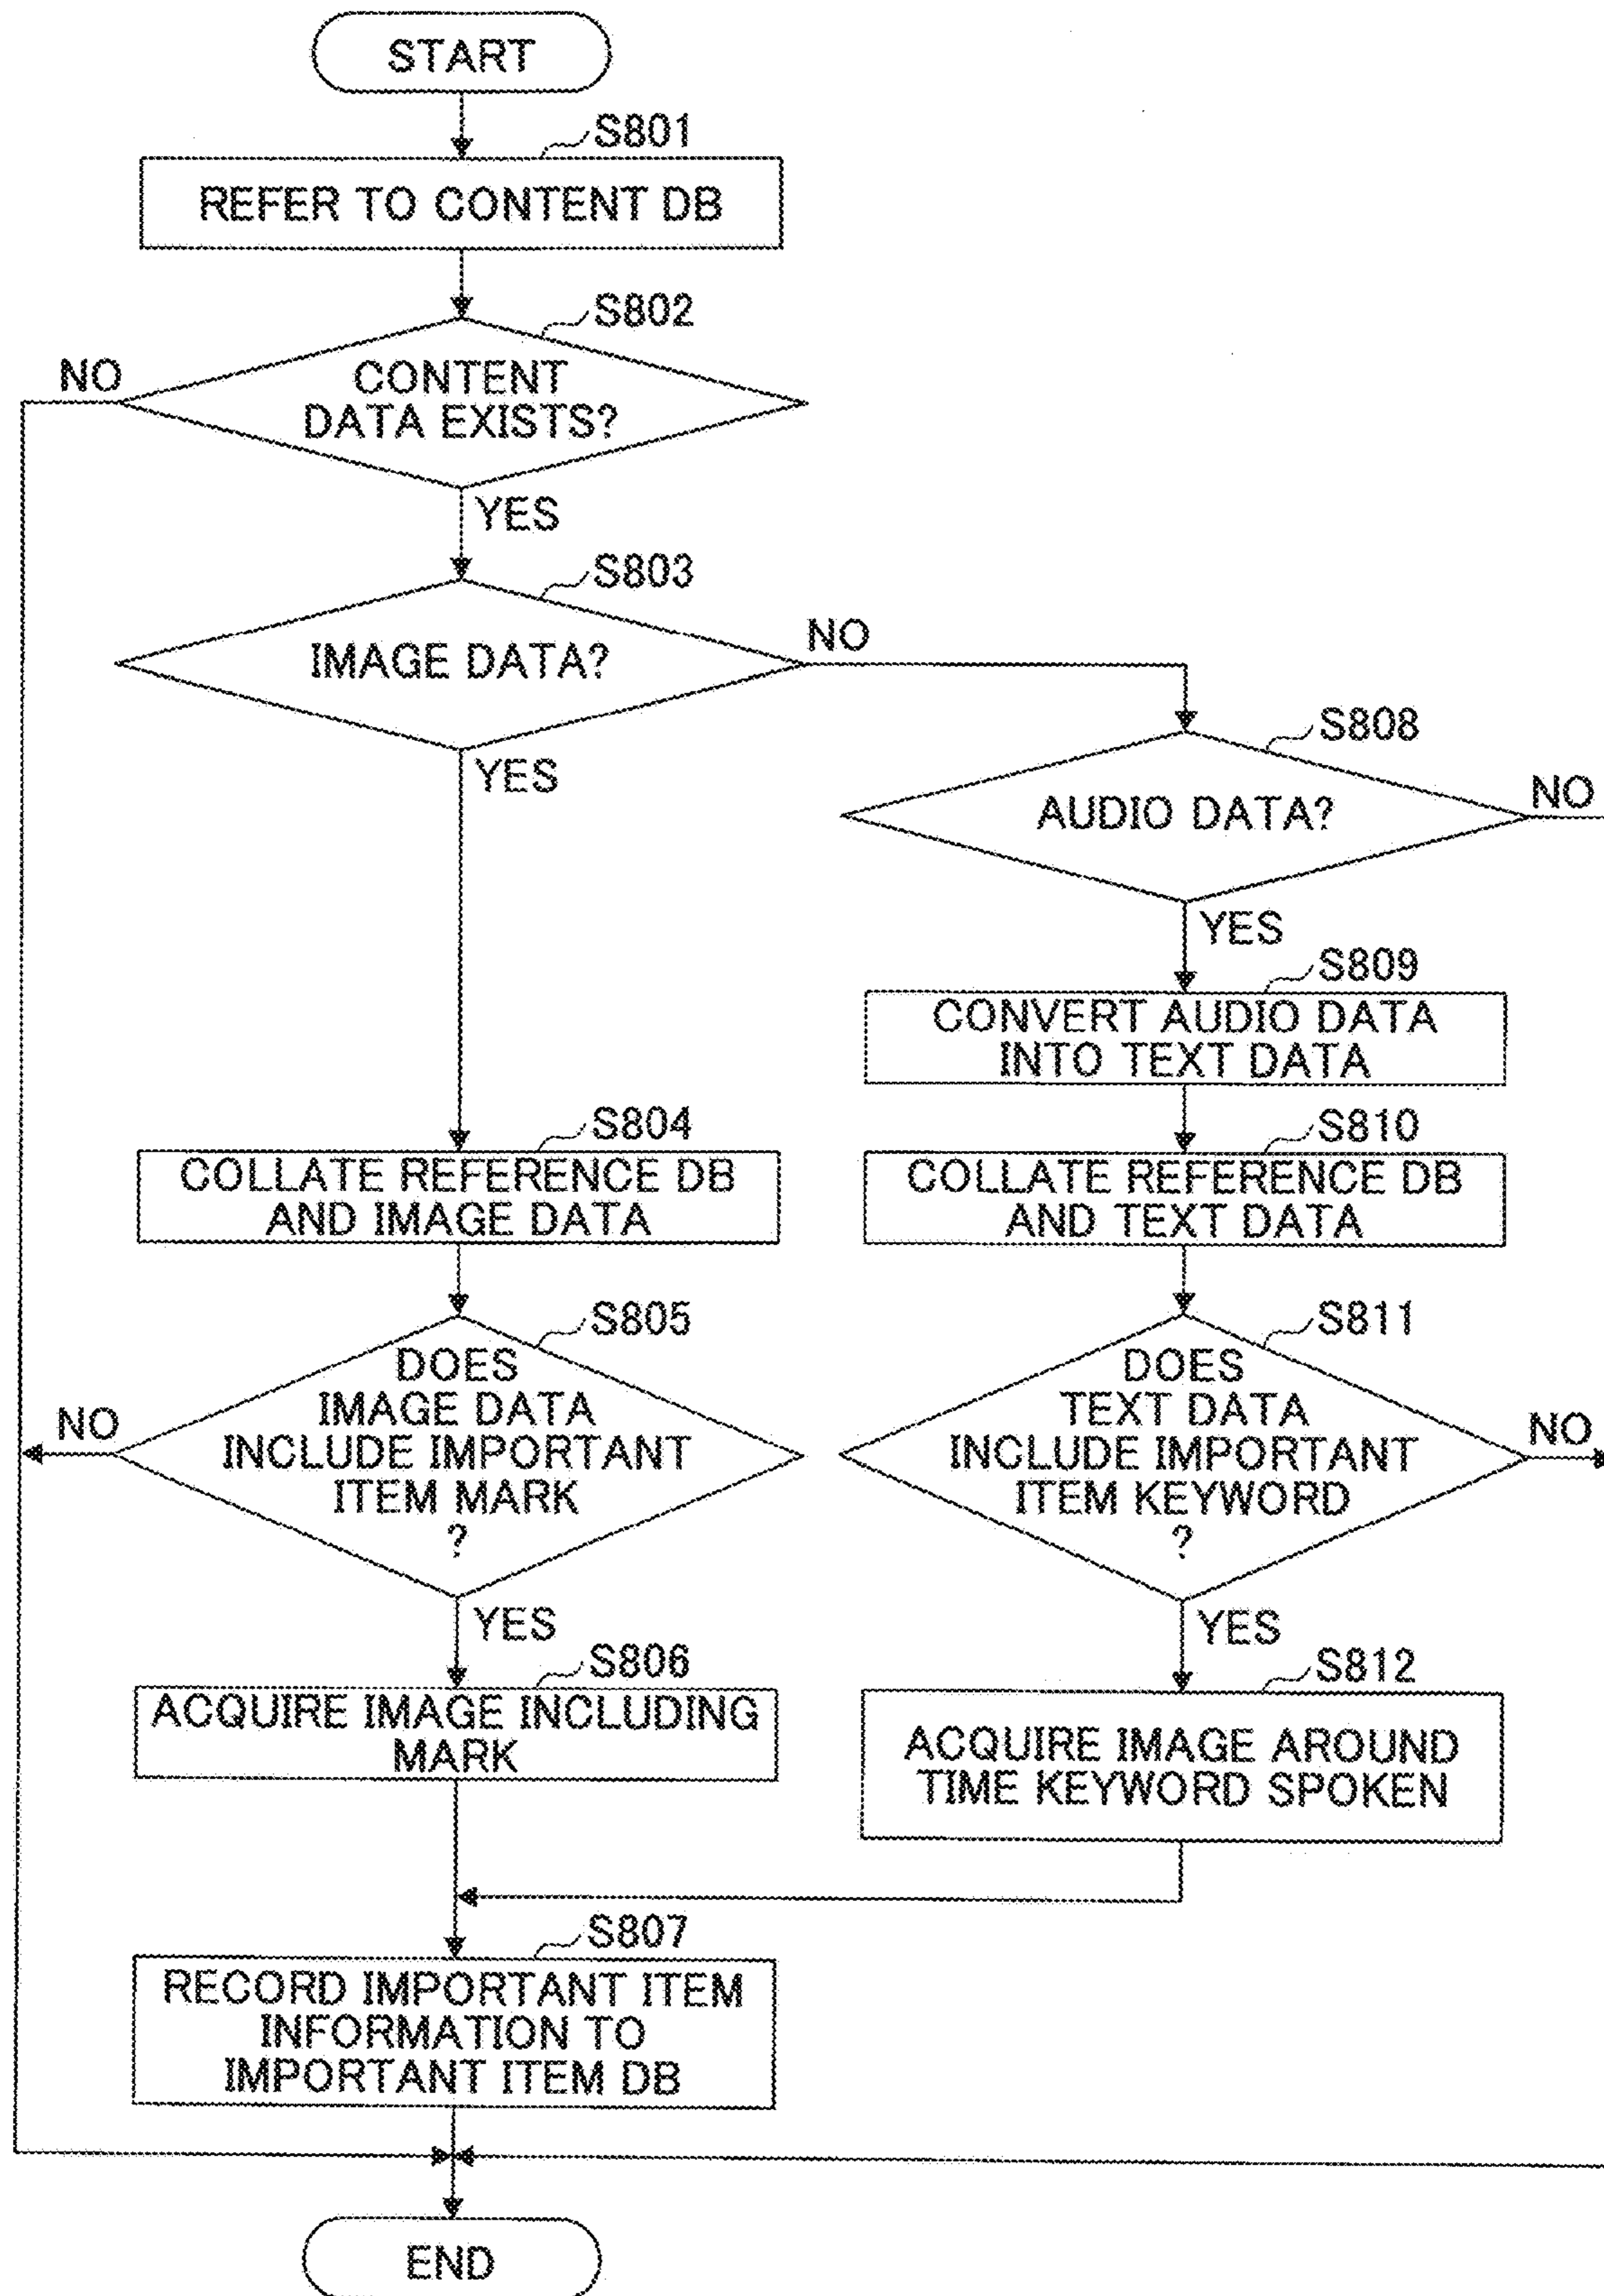 START
S801
REFER TO CONTENT DB
S802
NO
CONTENT
DATA EXISTS?
YES
S803
IMAGE DATA?
NO
YES
S808
AUDIO DATA?
NO
YES
S809
CONVERT AUDIO DATA
INTO TEXT DATA
S804
COLLATE REFERENCE DB
AND IMAGE DATA
S810
COLLATE REFERENCE DB
AND TEXT DATA
S805
NO
DOES
IMAGE DATA
INCLUDE IMPORTANT
ITEM MARK
?
YES
S811
DOES
TEXT DATA
INCLUDE IMPORTANT
ITEM KEYWORD
?
NO
YES
S806
ACQUIRE IMAGE INCLUDING
MARK
S812
ACQUIRE IMAGE AROUND
TIME KEYWORD SPOKEN
S807
RECORD IMPORTANT ITEM
INFORMATION TO
IMPORTANT ITEM DB
END